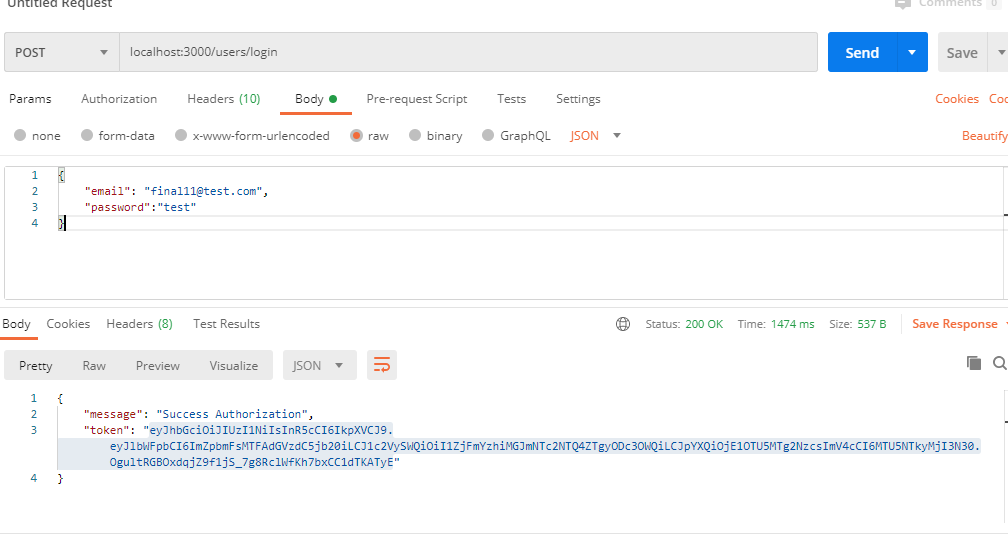 Untitled Request
Comments 0
POST
localhost:3000/users/login
Send
Save
Params Authorization Headers (10) Body Pre-request Script Tests Settings Cookies
none form-data x-www-form-urlencoded raw binary GraphQL JSON Beautify
1 {
2 "email": "final11@test.com",
3 "password":"test"
4 }
Body Cookies Headers (8) Test Results Status: 200 OK Time: 1474 ms Size: 537 B Save Response
Pretty Raw Preview Visualize JSON
1 {
2 "message": "Success Authorization",
3 "token": "eyJhbGciOiJIUzI1NiIsInR5cCI6IkpXVCJ9.
eyJlbWFpbCI6ImZpbmFsMTFAdGVzdC5jb20iLCJ1c2VySWQiOiI1ZjFmYzhiMGJmNTc2NTQ4ZTgyODc3OWQiLCJpYXQiOjE1OTU5MTg2NzcsImV4cCI6MTU5NTkyMjI3N30.
OgultRGBOxdqjZ9f1jS_7g8RclWfKh7bxCC1dTKATyE"
4 }